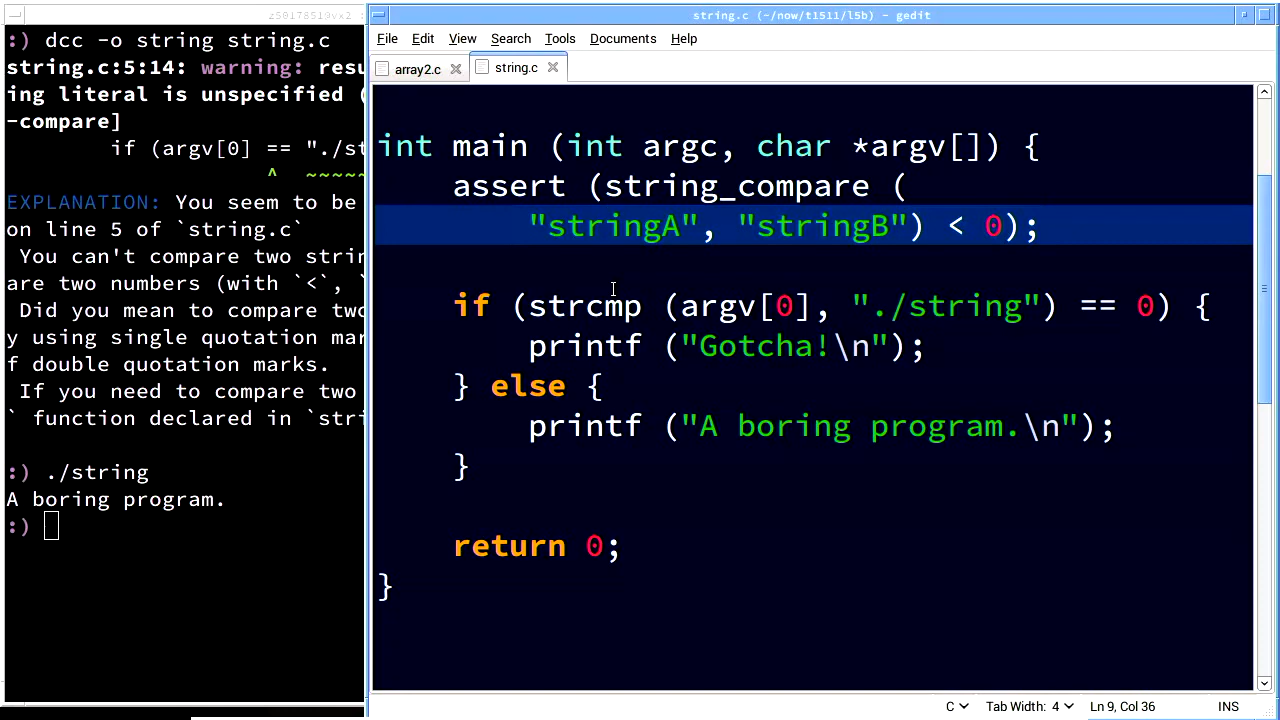 z5017851@vx2
:) dcc -o string string.c
string.c:5:14: warning: resu
ing literal is unspecified (
-compare]
if (argv[0] == "./st
^ ~~~~~
EXPLANATION: You seem to be
on line 5 of `string.c`
You can't compare two strin
are two numbers (with `<`, `
Did you mean to compare two
y using single quotation mar
f double quotation marks.
If you need to compare two
` function declared in `stri
:) ./string
A boring program.
:)
string.c (~/now/t1511/l5b) - gedit
File Edit View Search Tools Documents Help
array2.c string.c
int main (int argc, char *argv[]) {
assert (string_compare (
"stringA", "stringB") < 0);
if (strcmp (argv[0], "./string") == 0) {
printf ("Gotcha!\n");
} else {
printf ("A boring program.\n");
}
return 0;
}
C Tab Width: 4 Ln 9, Col 36 INS